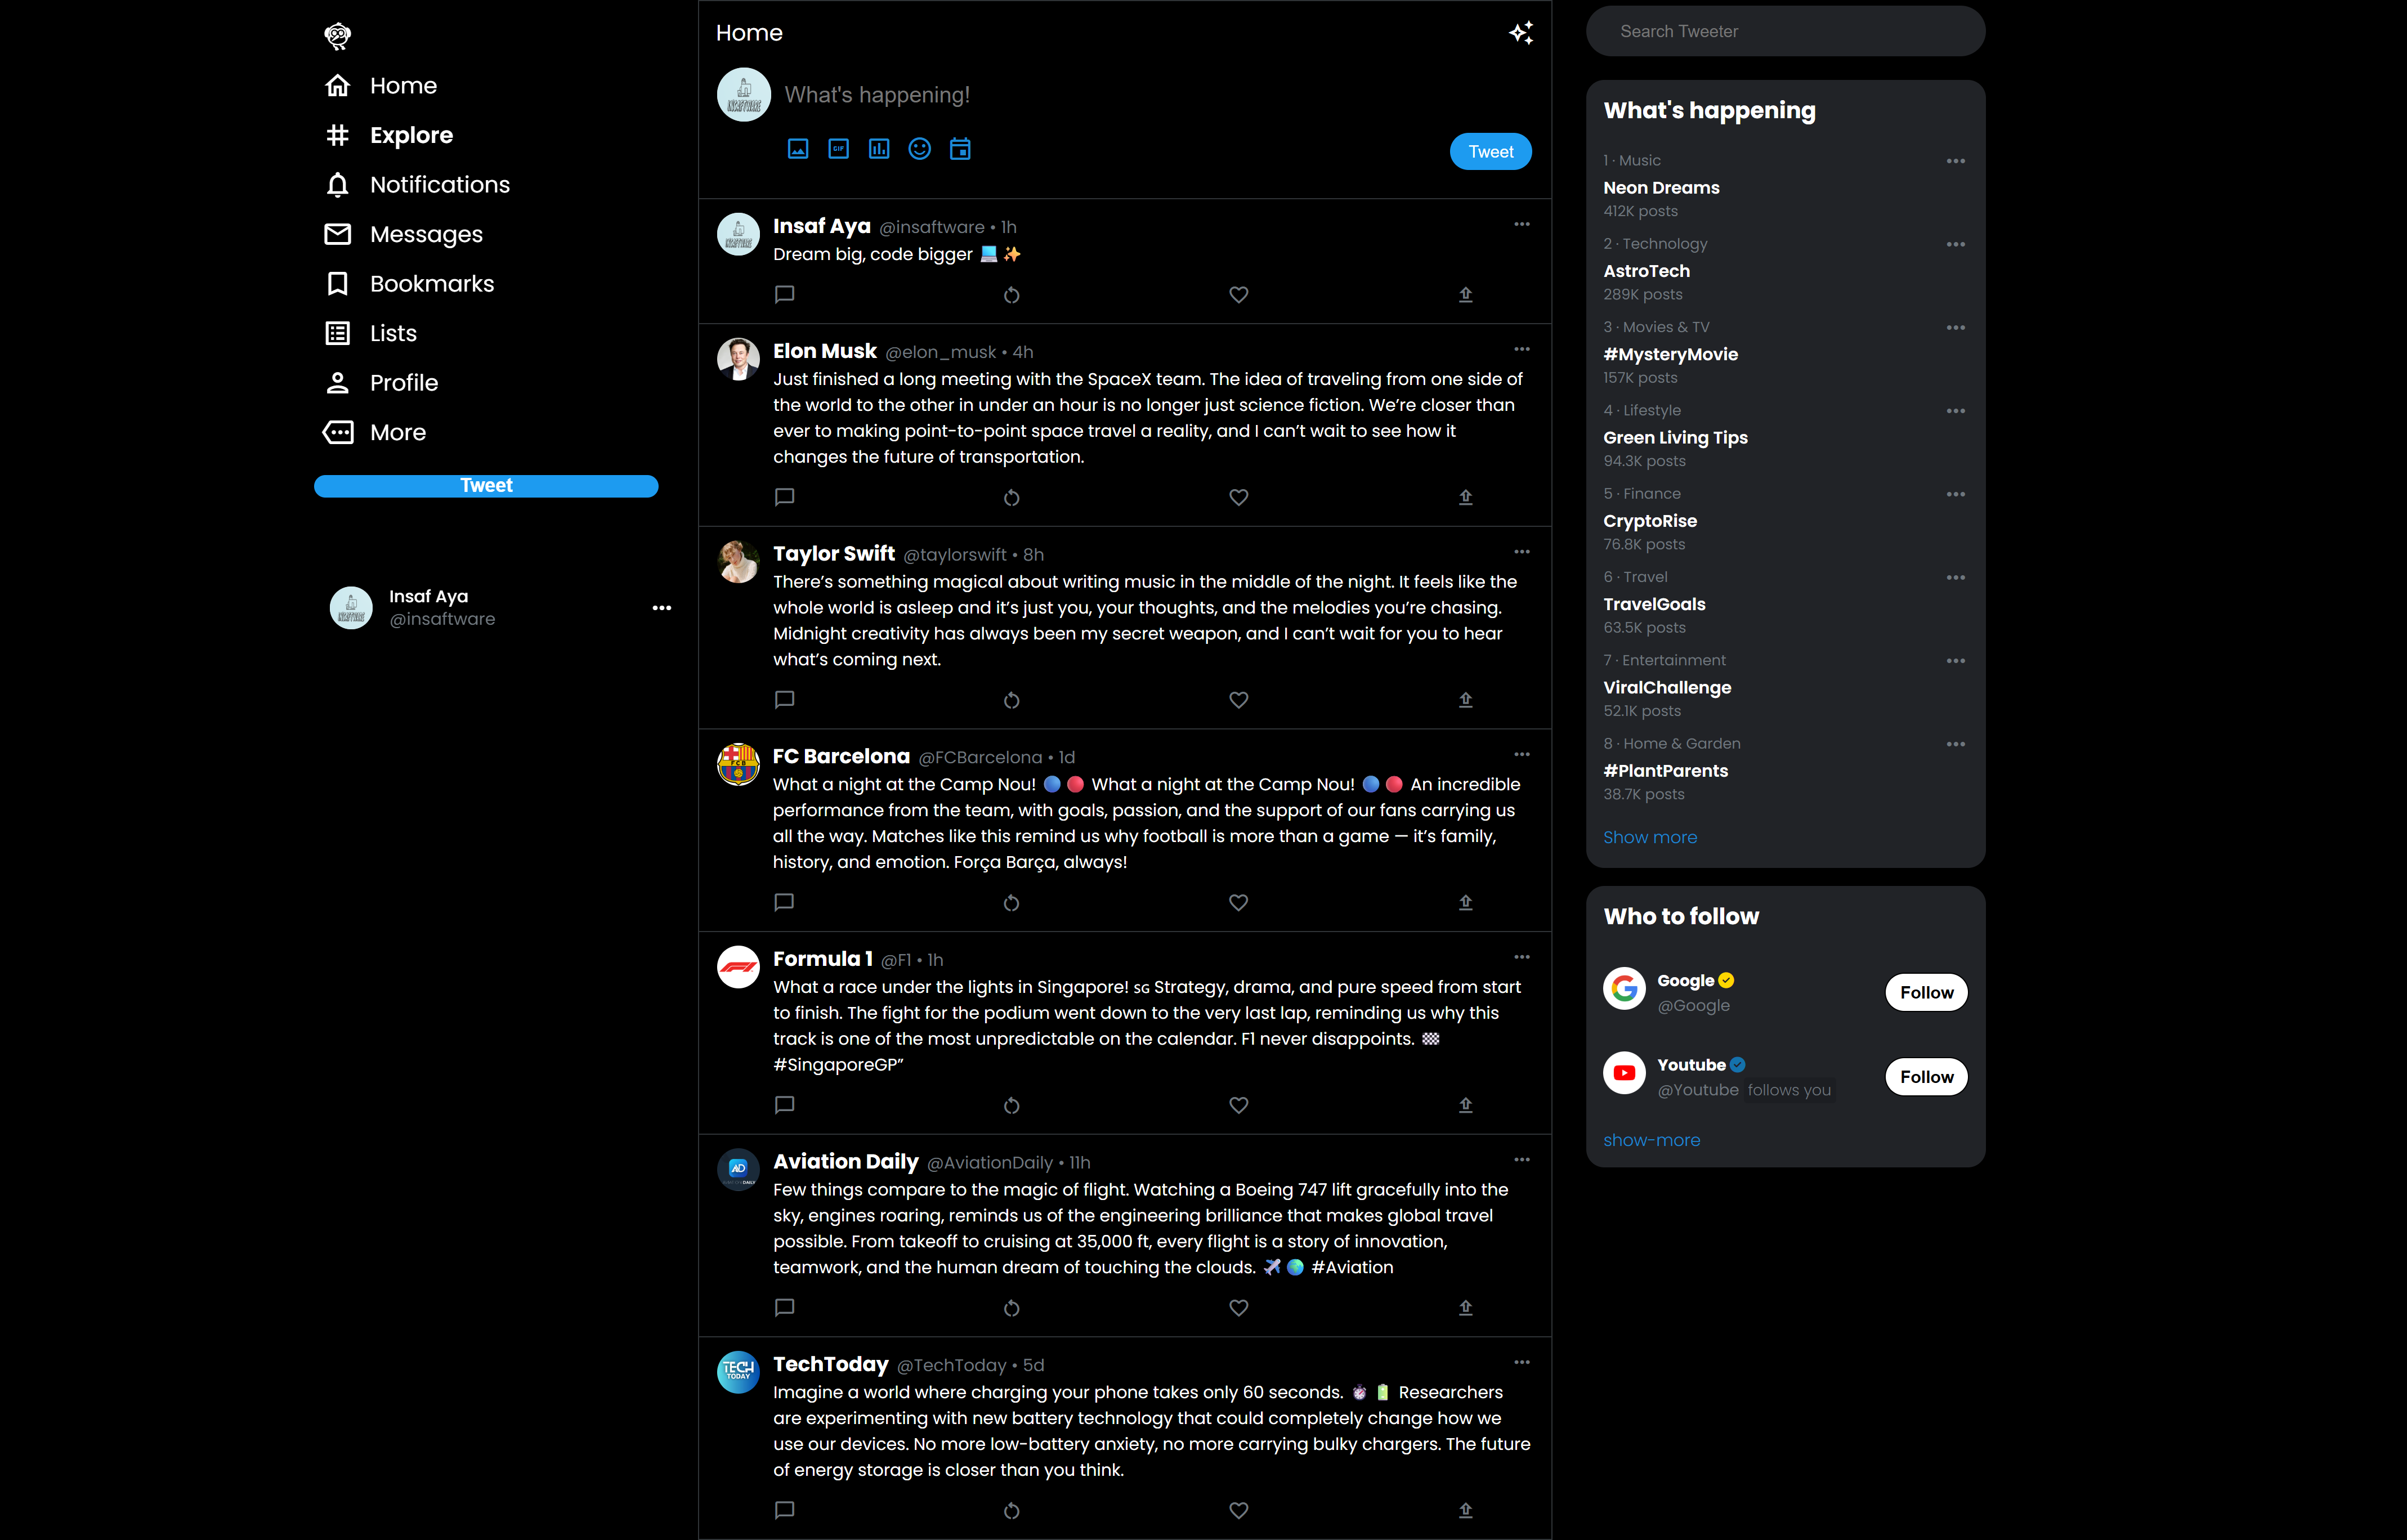 Home
Explore
Notifications
Messages
Bookmarks
Lists
Profile
More
Tweet
Insaf Aya
@insaftware
Home
INSAFTWARE
What's happening!
GIF
Tweet
Insaf Aya @insaftware • 1h
Dream big, code bigger 💻 ✨
Elon Musk @elon_musk • 4h
Just finished a long meeting with the SpaceX team. The idea of traveling from one side of
the world to the other in under an hour is no longer just science fiction. We’re closer than
ever to making point-to-point space travel a reality, and I can’t wait to see how it
changes the future of transportation.
Taylor Swift @taylorswift • 8h
There’s something magical about writing music in the middle of the night. It feels like the
whole world is asleep and it’s just you, your thoughts, and the melodies you’re chasing.
Midnight creativity has always been my secret weapon, and I can’t wait for you to hear
what’s coming next.
FCB
FC Barcelona @FCBarcelona • 1d
What a night at the Camp Nou! 🔵 🔴 What a night at the Camp Nou! 🔵 🔴 An incredible
performance from the team, with goals, passion, and the support of our fans carrying us
all the way. Matches like this remind us why football is more than a game — it’s family,
history, and emotion. Força Barça, always!
Formula 1 @F1 • 1h
What a race under the lights in Singapore! SG Strategy, drama, and pure speed from start
to finish. The fight for the podium went down to the very last lap, reminding us why this
track is one of the most unpredictable on the calendar. F1 never disappoints. 🏁
#SingaporeGP”
AD
Aviation Daily @AviationDaily • 11h
Few things compare to the magic of flight. Watching a Boeing 747 lift gracefully into the
sky, engines roaring, reminds us of the engineering brilliance that makes global travel
possible. From takeoff to cruising at 35,000 ft, every flight is a story of innovation,
teamwork, and the human dream of touching the clouds. ✈️ 🌍 #Aviation
TECH
TODAY
TechToday @TechToday • 5d
Imagine a world where charging your phone takes only 60 seconds. ⏱️ 🔋 Researchers
are experimenting with new battery technology that could completely change how we
use our devices. No more low-battery anxiety, no more carrying bulky chargers. The future
of energy storage is closer than you think.
Search Tweeter
What's happening
1 · Music
Neon Dreams
412K posts
2 · Technology
AstroTech
289K posts
3 · Movies & TV
#MysteryMovie
157K posts
4 · Lifestyle
Green Living Tips
94.3K posts
5 · Finance
CryptoRise
76.8K posts
6 · Travel
TravelGoals
63.5K posts
7 · Entertainment
ViralChallenge
52.1K posts
8 · Home & Garden
#PlantParents
38.7K posts
Show more
Who to follow
Google
@Google
Follow
Youtube
@Youtube follows you
Follow
show-more